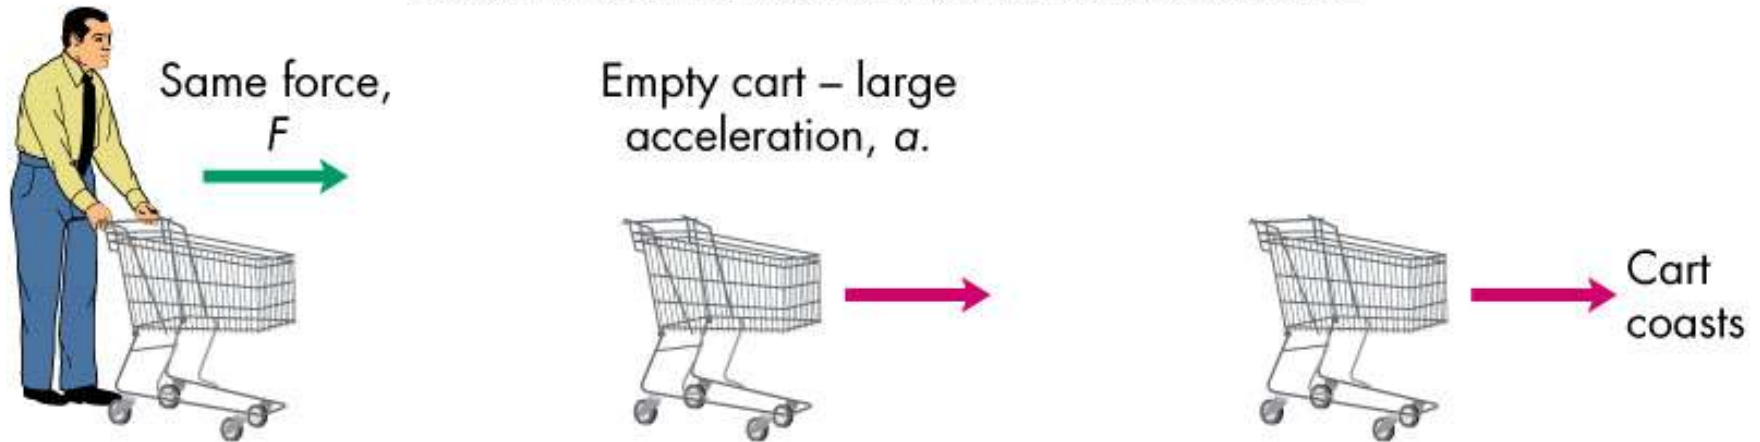 Same force,
F
Empty cart – large
acceleration, a.
Cart
coasts